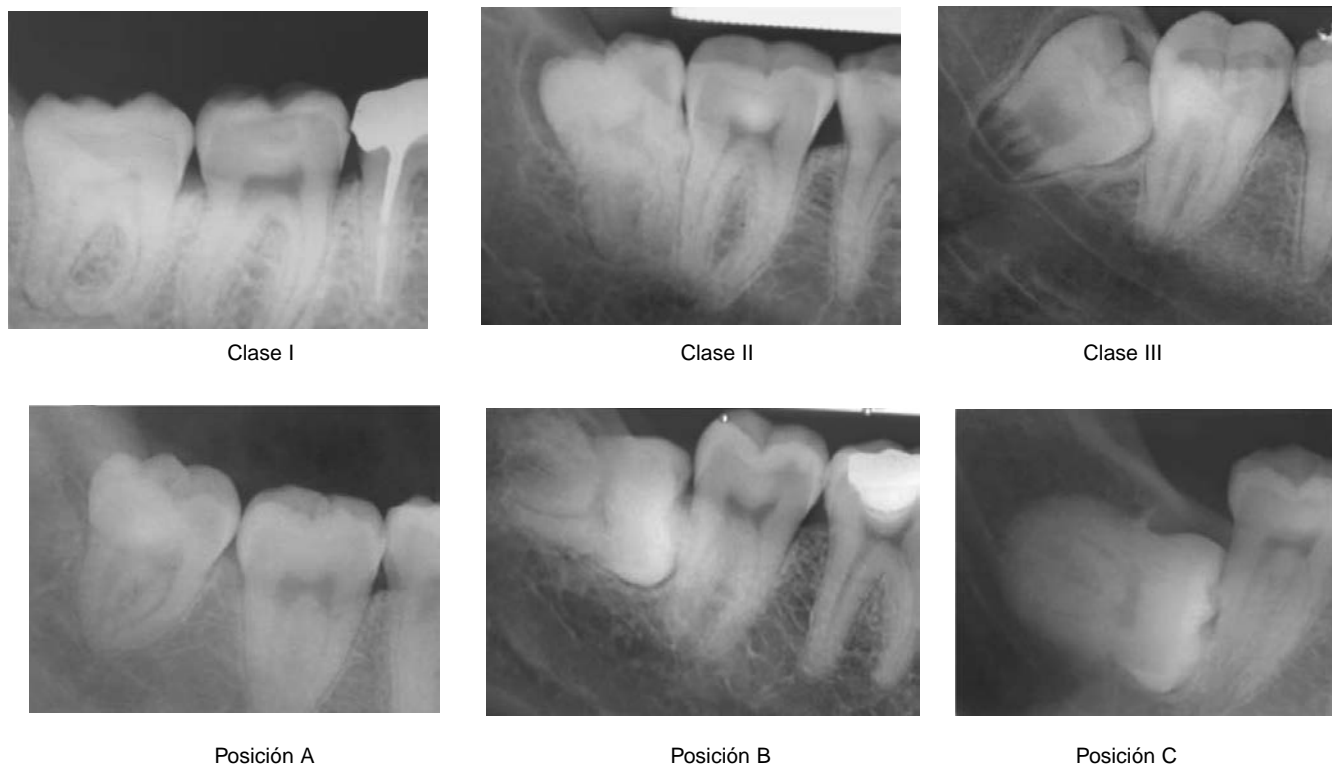 Clase I
Clase II
Clase III
Posición A
Posición B
Posición C